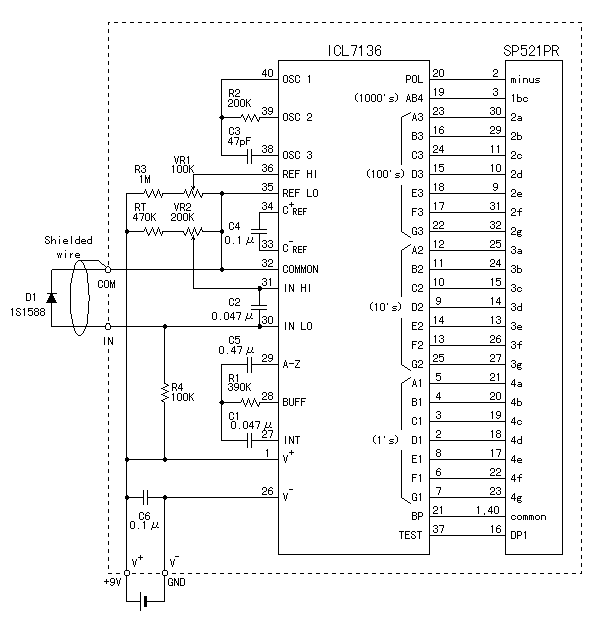 ICL7136 SP521PR
40 OSC 1 POL 20 2 minus
R2 200K (1000's) AB4 19 3 1bc
39 OSC 2 A3 23 30 2a
C3 47pF B3 16 29 2b
38 OSC 3 C3 24 11 2c
VR1 100K 36 REF HI (100's) D3 15 10 2d
R3 1M 35 REF LO E3 18 9 2e
RT 470K VR2 200K 34 C+REF F3 17 31 2f
C4 0.1μ G3 22 32 2g
33 C-REF A2 12 25 3a
Shielded wire COM 32 COMMON B2 11 24 3b
31 IN HI C2 10 15 3c
D1 1S1588 C2 0.047μ (10's) D2 9 14 3d
IN 30 IN LO E2 14 13 3e
C5 0.47μ F2 13 26 3f
29 A-Z G2 25 27 3g
R4 100K R1 390K A1 5 21 4a
28 BUFF B1 4 20 4b
C1 0.047μ C1 3 19 4c
27 INT (1's) D1 2 18 4d
1 V+ E1 8 17 4e
F1 6 22 4f
26 V- G1 7 23 4g
C6 0.1μ BP 21 1,40 common
TEST 37 16 DP1
V+ V-
+9V GND